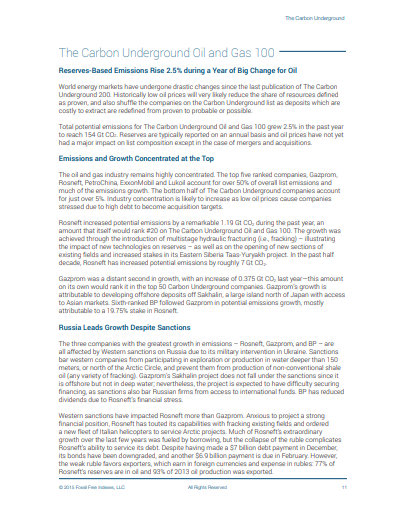 The Carbon Underground
The Carbon Underground Oil and Gas 100
Reserves-Based Emissions Rise 2.5% during a Year of Big Change for Oil
World energy markets have undergone drastic changes since the last publication of The Carbon
Underground 200. Historically low oil prices will very likely reduce the share of resources defined
as proven, and also shuffle the companies on the Carbon Underground list as deposits which are
costly to extract are redefined from proven to probable or possible.
Total potential emissions for The Carbon Underground Oil and Gas 100 grew 2.5% in the past year
to reach 154 Gt CO₂. Reserves are typically reported on an annual basis and oil prices have not yet
had a major impact on list composition except in the case of mergers and acquisitions.
Emissions and Growth Concentrated at the Top
The oil and gas industry remains highly concentrated. The top five ranked companies, Gazprom,
Rosneft, PetroChina, ExxonMobil and Lukoil account for over 50% of overall list emissions and
much of the emissions growth. The bottom half of The Carbon Underground companies account
for just over 5%. Industry concentration is likely to increase as low oil prices cause companies
stressed due to high debt to become acquisition targets.
Rosneft increased potential emissions by a remarkable 1.19 Gt CO₂ during the past year, an
amount that itself would rank #20 on The Carbon Underground Oil and Gas 100. The growth was
achieved through the introduction of multistage hydraulic fracturing (i.e., fracking) – illustrating
the impact of new technologies on reserves – as well as on the opening of new sections of
existing fields and increased stakes in its Eastern Siberia Taas-Yuryakh project. In the past half
decade, Rosneft has increased potential emissions by roughly 7 Gt CO₂.
Gazprom was a distant second in growth, with an increase of 0.375 Gt CO₂ last year—this amount
on its own would rank it in the top 50 Carbon Underground companies. Gazprom's growth is
attributable to developing offshore deposits off Sakhalin, a large island north of Japan with access
to Asian markets. Sixth-ranked BP followed Gazprom in potential emissions growth, mostly
attributable to a 19.75% stake in Rosneft.
Russia Leads Growth Despite Sanctions
The three companies with the greatest growth in emissions – Rosneft, Gazprom, and BP – are
all affected by Western sanctions on Russia due to its military intervention in Ukraine. Sanctions
bar western companies from participating in exploration or production in water deeper than 150
meters, or north of the Arctic Circle, and prevent them from production of non-conventional shale
oil (any variety of fracking). Gazprom's Sakhalin project does not fall under the sanctions since it
is offshore but not in deep water; nevertheless, the project is expected to have difficulty securing
financing, as sanctions also bar Russian firms from access to international funds. BP has reduced
dividends due to Rosneft's financial stress.
Western sanctions have impacted Rosneft more than Gazprom. Anxious to project a strong
financial position, Rosneft has touted its capabilities with fracking existing fields and ordered
a new fleet of Italian helicopters to service Arctic projects. Much of Rosneft's extraordinary
growth over the last few years was fueled by borrowing, but the collapse of the ruble complicates
Rosneft's ability to service its debt. Despite having made a $7 billion debt payment in December,
its bonds have been downgraded, and another $6.9 billion payment is due in February. However,
the weak ruble favors exporters, which earn in foreign currencies and expense in rubles: 77% of
Rosneft's reserves are in oil and 93% of 2013 oil production was exported.
© 2015 Fossil Free Indexes, LLC. All Rights Reserved 11